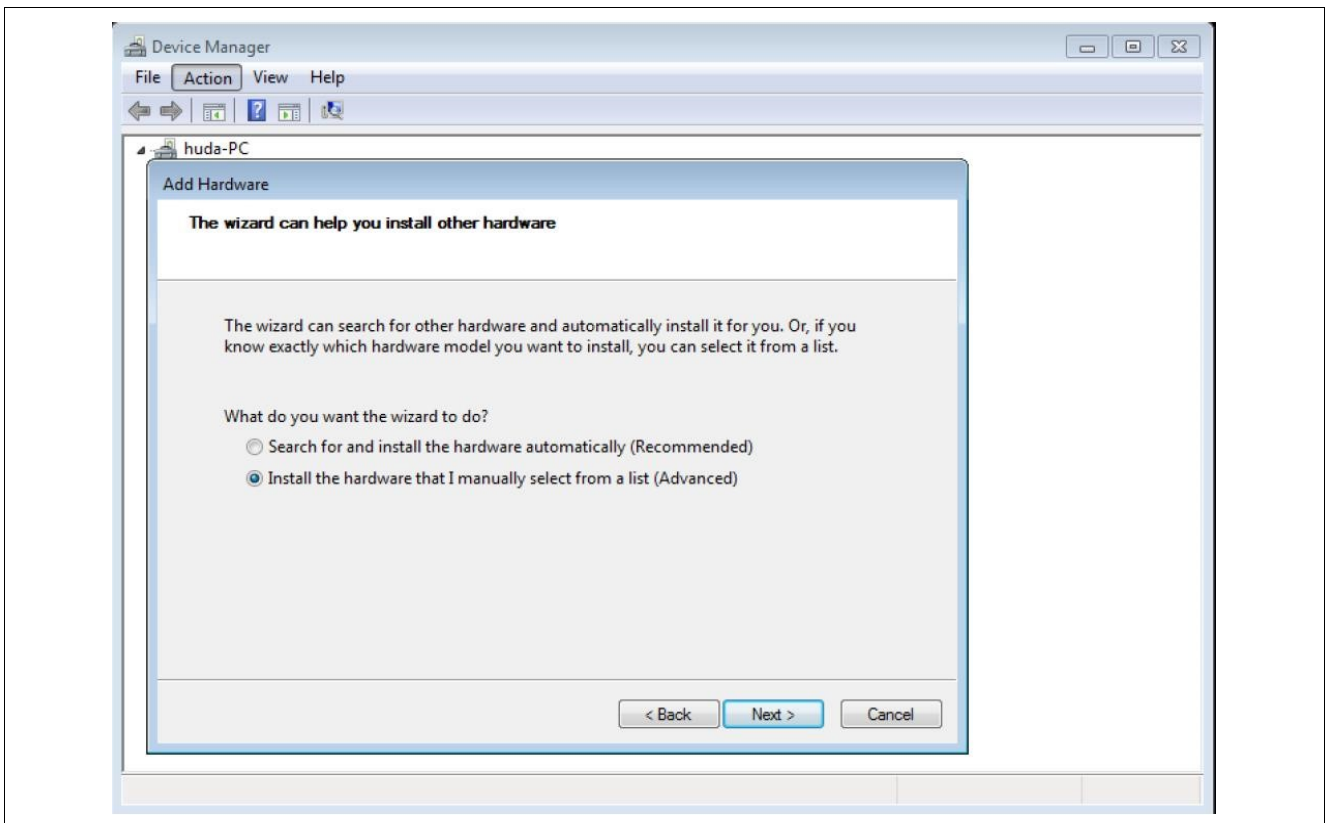 Device Manager
File Action View Help
huda-PC
Add Hardware
The wizard can help you install other hardware
The wizard can search for other hardware and automatically install it for you. Or, if you
know exactly which hardware model you want to install, you can select it from a list.
What do you want the wizard to do?
Search for and install the hardware automatically (Recommended)
Install the hardware that I manually select from a list (Advanced)
< Back Next > Cancel